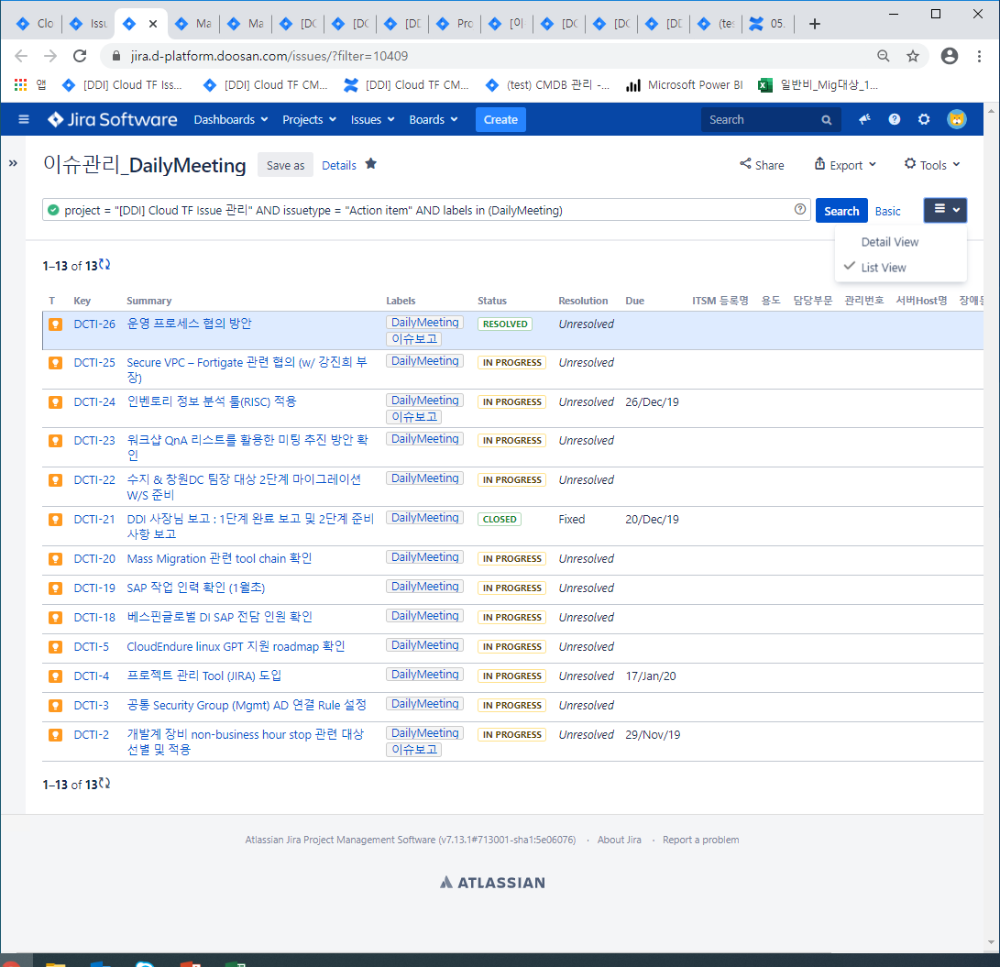 Clo
Issu
Ma
Ma
[DC
[DC
[DD
Pro
[이
[DC
[DC
[DD
(tes
05.
jira.d-platform.doosan.com/issues/?filter=10409
앱
[DDI] Cloud TF Iss...
[DDI] Cloud TF CM...
[DDI] Cloud TF CM...
(test) CMDB 관리 -...
Microsoft Power BI
일반비_Mig대상_1...
Jira Software Dashboards Projects Issues Boards Create Search
이슈관리_DailyMeeting Save as Details Share Export Tools
project = "[DDI] Cloud TF Issue 관리" AND issuetype = "Action item" AND labels in (DailyMeeting) Search Basic
Detail View
List View
1–13 of 13
T Key Summary Labels Status Resolution Due ITSM 등록명 용도 담당부문 관리번호 서버Host명
DCTI-26 운영 프로세스 협의 방안 DailyMeeting RESOLVED Unresolved
이슈보고
DCTI-25 Secure VPC – Fortigate 관련 협의 (w/ 강진희 부 DailyMeeting IN PROGRESS Unresolved
장)
DCTI-24 인벤토리 정보 분석 툴(RISC) 적용 DailyMeeting IN PROGRESS Unresolved 26/Dec/19
이슈보고
DCTI-23 워크샵 QnA 리스트를 활용한 미팅 추진 방안 확 DailyMeeting IN PROGRESS Unresolved
인
DCTI-22 수지 & 창원DC 팀장 대상 2단계 마이그레이션 DailyMeeting IN PROGRESS Unresolved
W/S 준비
DCTI-21 DDI 사장님 보고 : 1단계 완료 보고 및 2단계 준비 DailyMeeting CLOSED Fixed 20/Dec/19
사항 보고
DCTI-20 Mass Migration 관련 tool chain 확인 DailyMeeting IN PROGRESS Unresolved
DCTI-19 SAP 작업 인력 확인 (1월초) DailyMeeting IN PROGRESS Unresolved
DCTI-18 베스핀글로벌 DI SAP 전담 인원 확인 DailyMeeting IN PROGRESS Unresolved
DCTI-5 CloudEndure linux GPT 지원 roadmap 확인 DailyMeeting IN PROGRESS Unresolved
DCTI-4 프로젝트 관리 Tool (JIRA) 도입 DailyMeeting IN PROGRESS Unresolved 17/Jan/20
DCTI-3 공통 Security Group (Mgmt) AD 연결 Rule 설정 DailyMeeting IN PROGRESS Unresolved
DCTI-2 개발계 장비 non-business hour stop 관련 대상 DailyMeeting IN PROGRESS Unresolved 29/Nov/19
선별 및 적용 이슈보고
1–13 of 13
Atlassian Jira Project Management Software (v7.13.1#713001-sha1:5e06076) · About Jira · Report a problem
ATLASSIAN